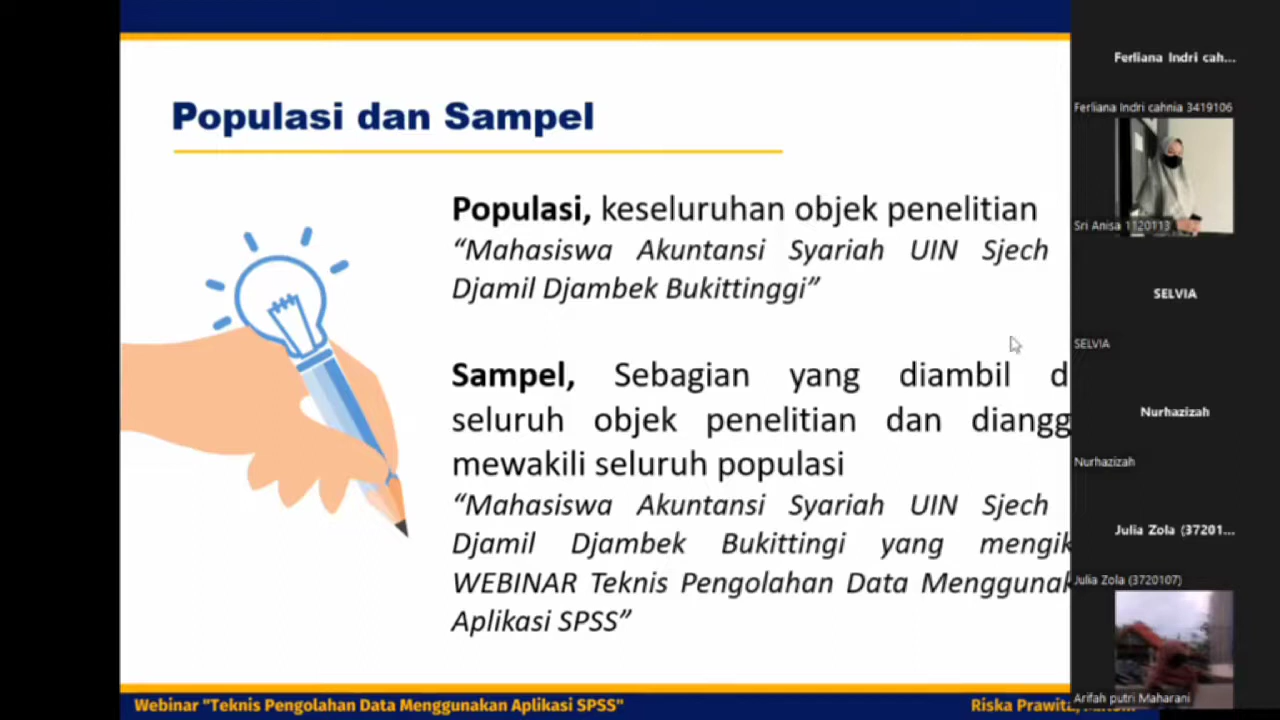 Populasi dan Sampel
Populasi, keseluruhan objek penelitian
“Mahasiswa Akuntansi Syariah UIN Sjech
Djamil Djambek Bukittinggi”
Sampel, Sebagian yang diambil d
seluruh objek penelitian dan diangg
mewakili seluruh populasi
“Mahasiswa Akuntansi Syariah UIN Sjech
Djamil Djambek Bukittingi yang mengik
WEBINAR Teknis Pengolahan Data Menggunak
Aplikasi SPSS”
Webinar "Teknis Pengolahan Data Menggunakan Aplikasi SPSS"
Riska Prawita,
Ferliana Indri cah...
Ferliana Indri cahnia 3419106
Sri Anisa 1120113
SELVIA
SELVIA
Nurhazizah
Nurhazizah
Julia Zola (37201...
Julia Zola (3720107)
Arifah putri Maharani